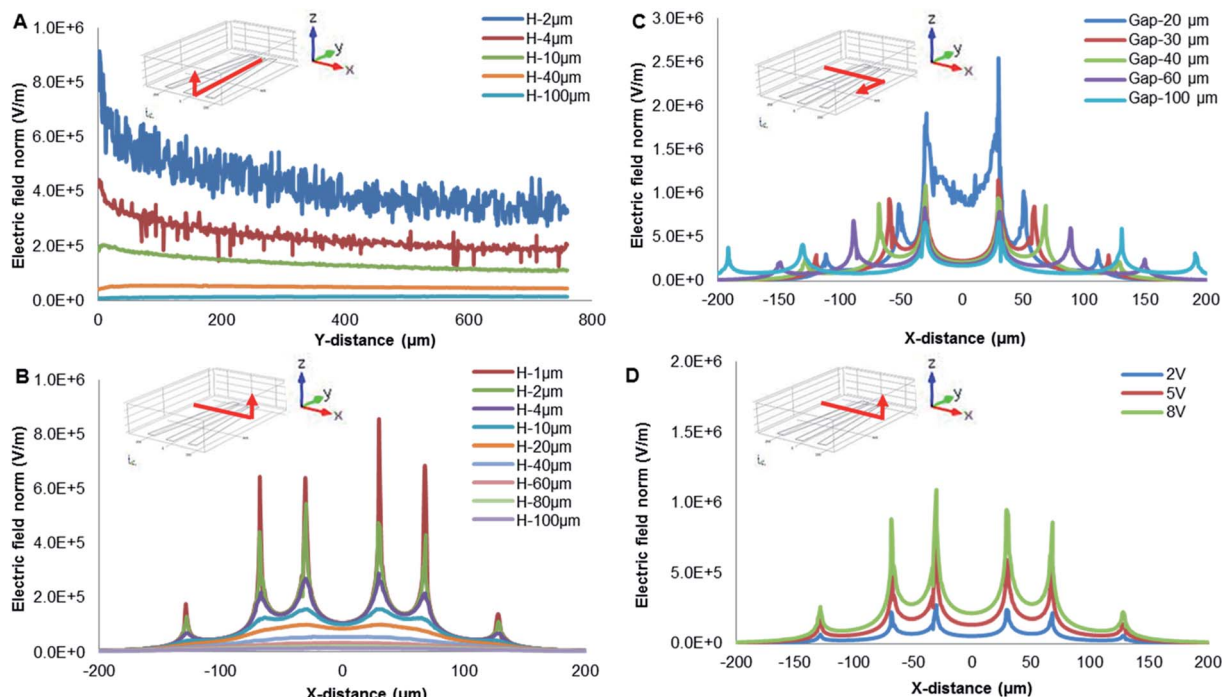 A
Electric field norm (V/m)
1.0E+6
8.0E+5
6.0E+5
4.0E+5
2.0E+5
0.0E+0
0
200
400
600
800
Y-distance (µm)
z
y
x
H-2µm
H-4µm
H-10µm
H-40µm
H-100µm
C
Electric field norm (V/m)
3.0E+6
2.5E+6
2.0E+6
1.5E+6
1.0E+6
5.0E+5
0.0E+0
-200
-150
-100
-50
0
50
100
150
200
X-distance (µm)
z
y
x
Gap-20 µm
Gap-30 µm
Gap-40 µm
Gap-60 µm
Gap-100 µm
B
Electric field norm (V/m)
1.0E+6
8.0E+5
6.0E+5
4.0E+5
2.0E+5
0.0E+0
-200
-100
0
100
200
X-distance (µm)
z
y
x
H-1µm
H-2µm
H-4µm
H-10µm
H-20µm
H-40µm
H-60µm
H-80µm
H-100µm
D
Electric field norm (V/m)
2.0E+6
1.5E+6
1.0E+6
5.0E+5
0.0E+0
-200
-150
-100
-50
0
50
100
150
200
X-distance (µm)
z
y
x
2V
5V
8V